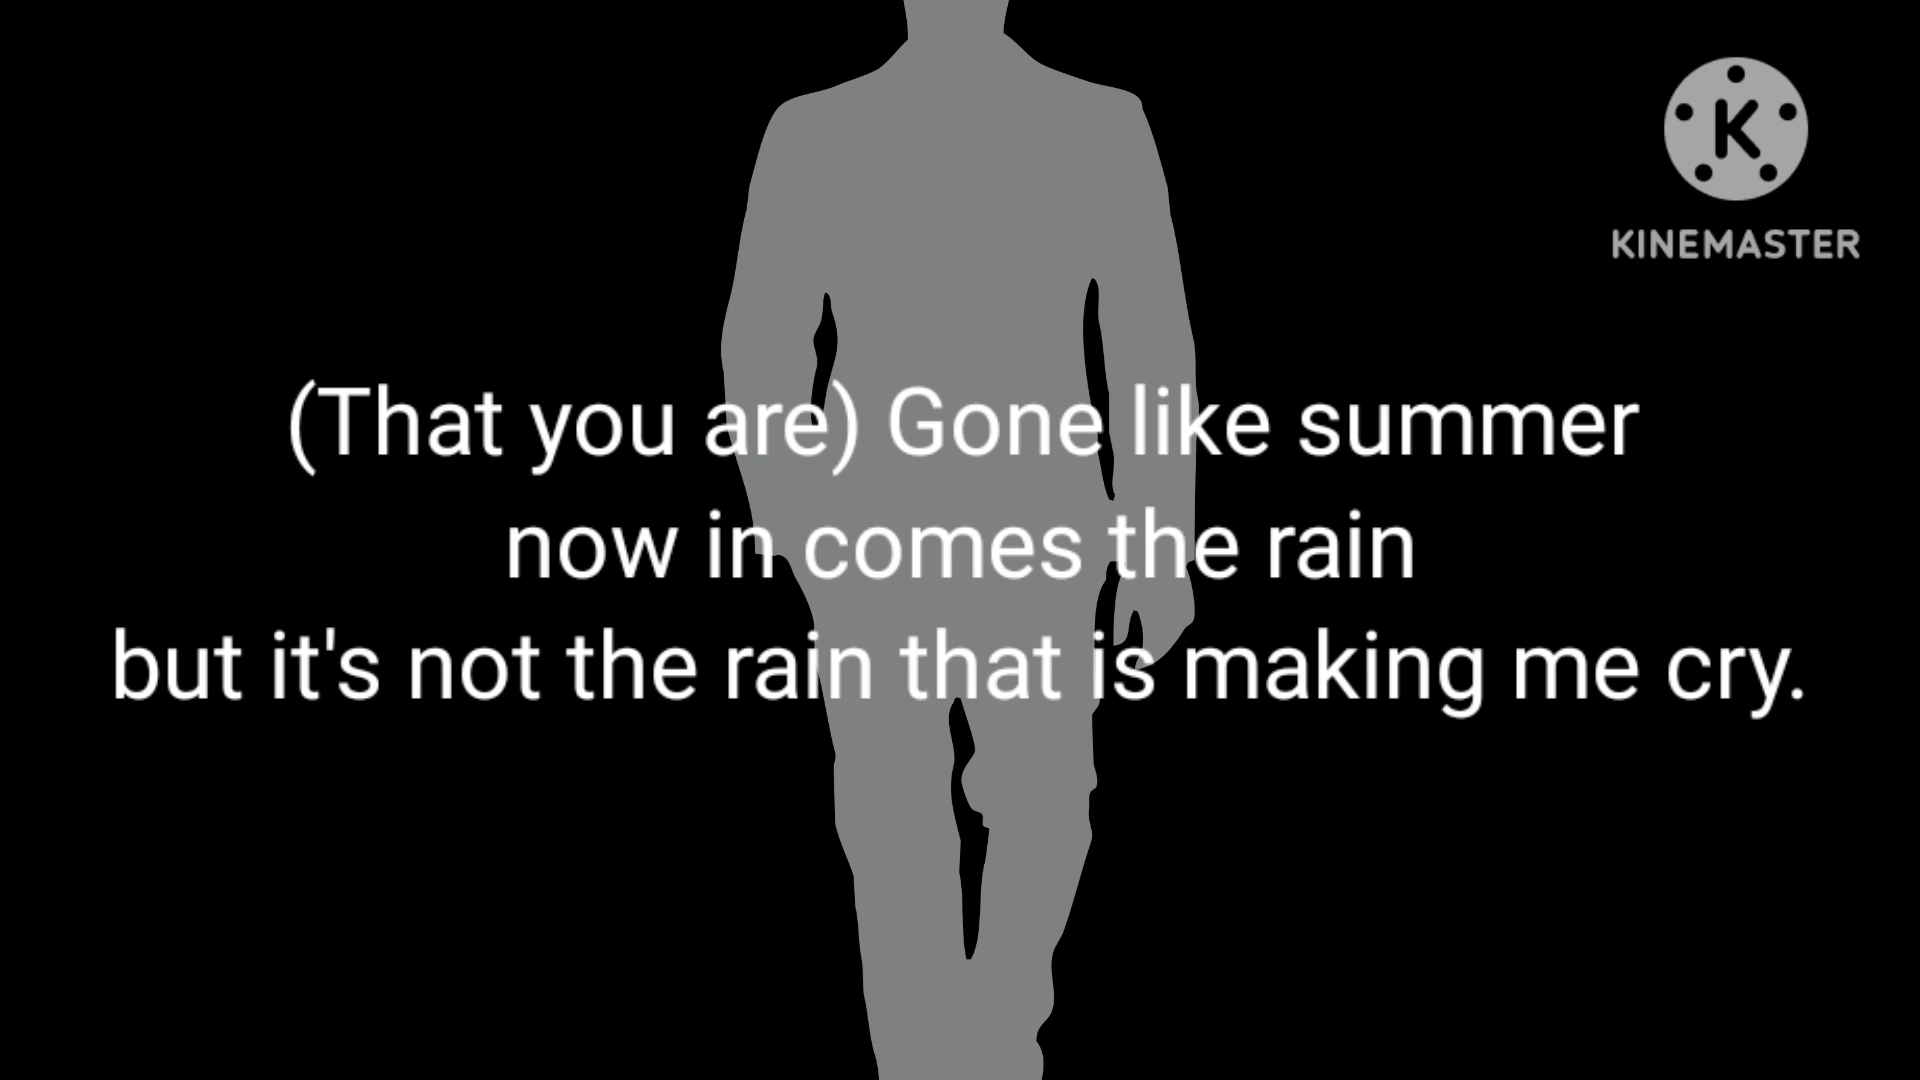 KINEMASTER
(That you are) Gone like summer
now in comes the rain
but it's not the rain that is making me cry.